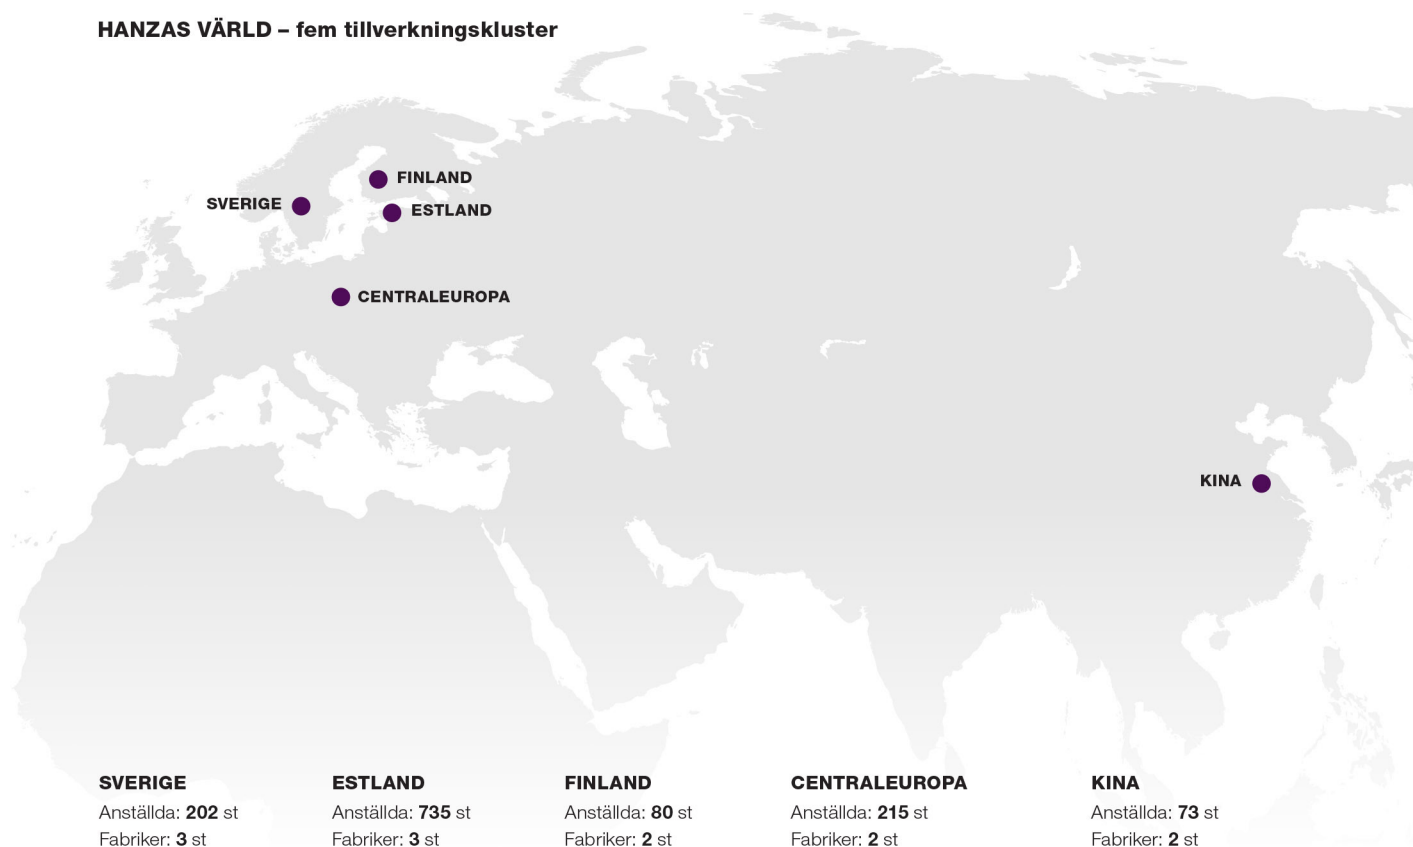 HANZAS VÄRLD – fem tillverkningskluster
FINLAND
SVERIGE
ESTLAND
CENTRALEUROPA
KINA
SVERIGE
Anställda: 202 st
Fabriker: 3 st
ESTLAND
Anställda: 735 st
Fabriker: 3 st
FINLAND
Anställda: 80 st
Fabriker: 2 st
CENTRALEUROPA
Anställda: 215 st
Fabriker: 2 st
KINA
Anställda: 73 st
Fabriker: 2 st